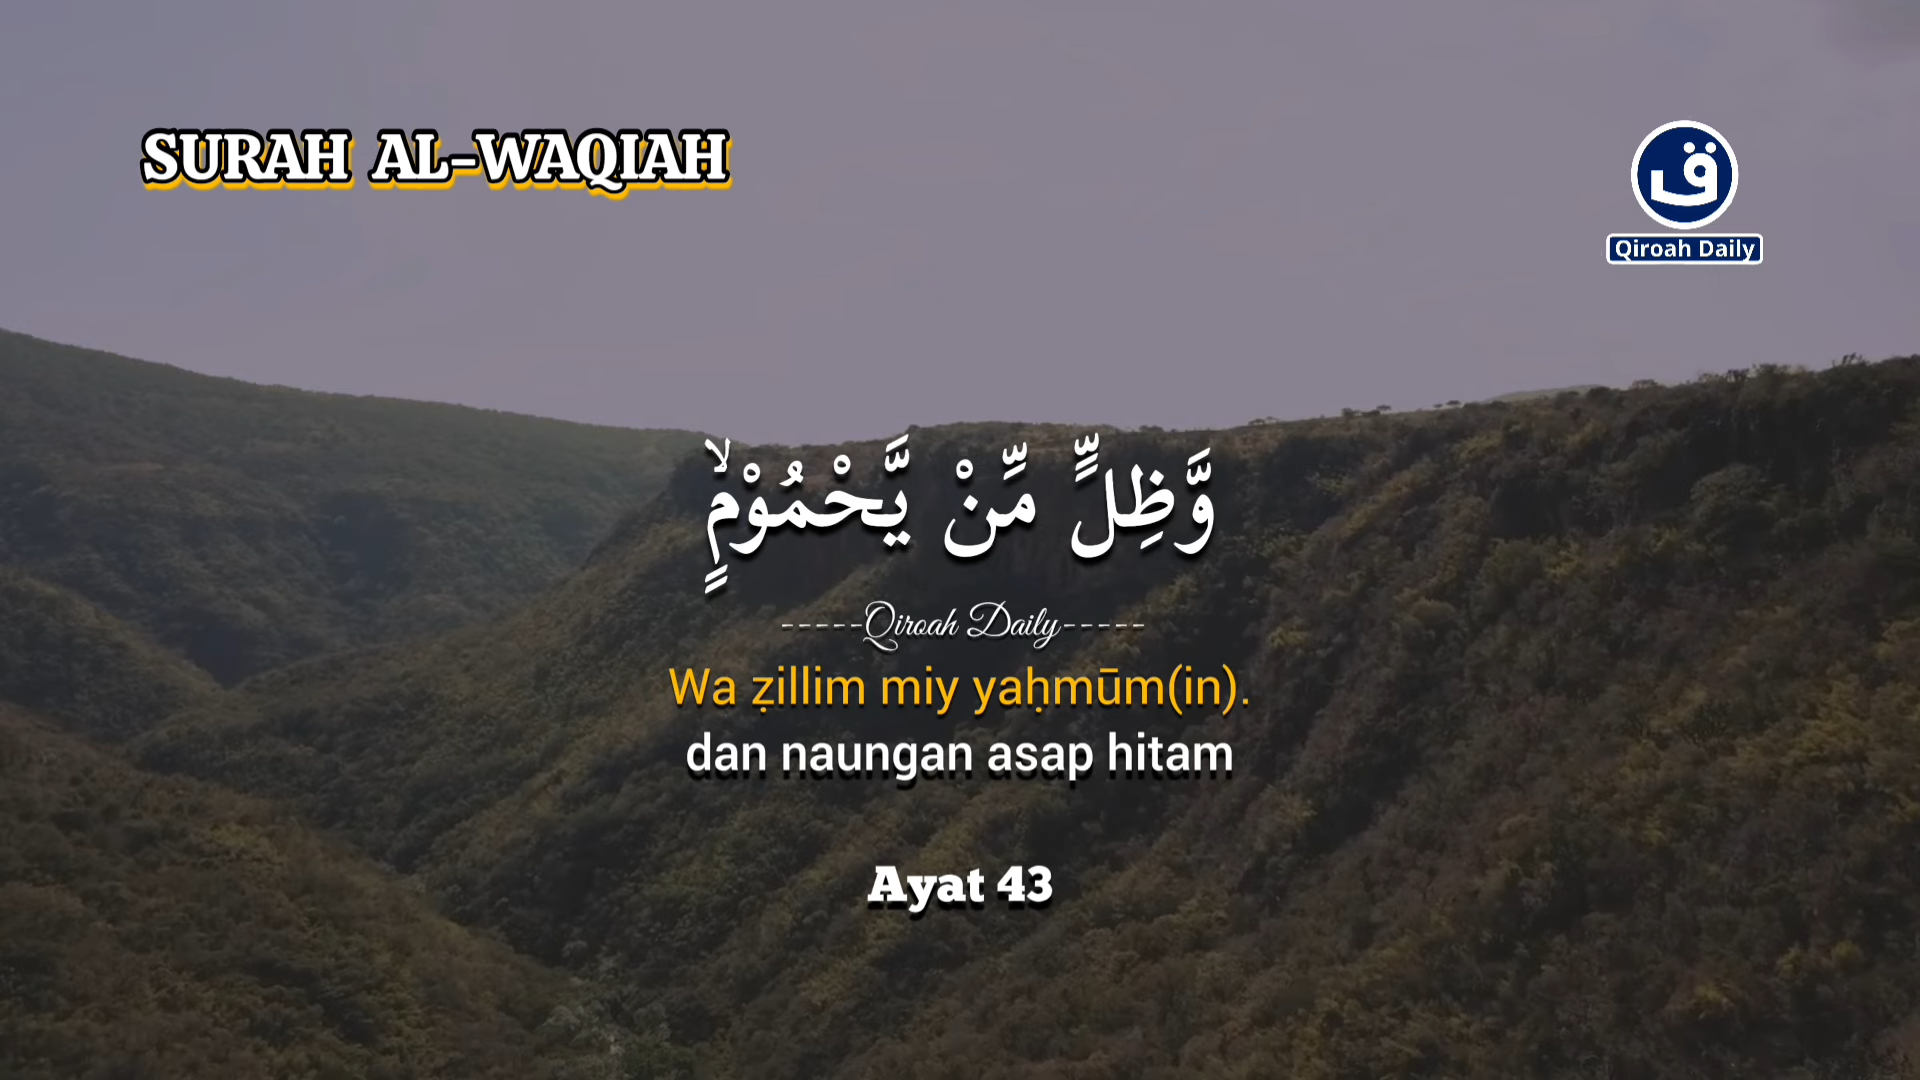 SURAH AL-WAQIAH
ق
Qiroah Daily
وَّظِلٍّ مِّنْ يَّحْمُوْمٍۙ
-----Qiroah Daily-----
Wa ẓillim miy yaḥmūm(in).
dan naungan asap hitam
Ayat 43